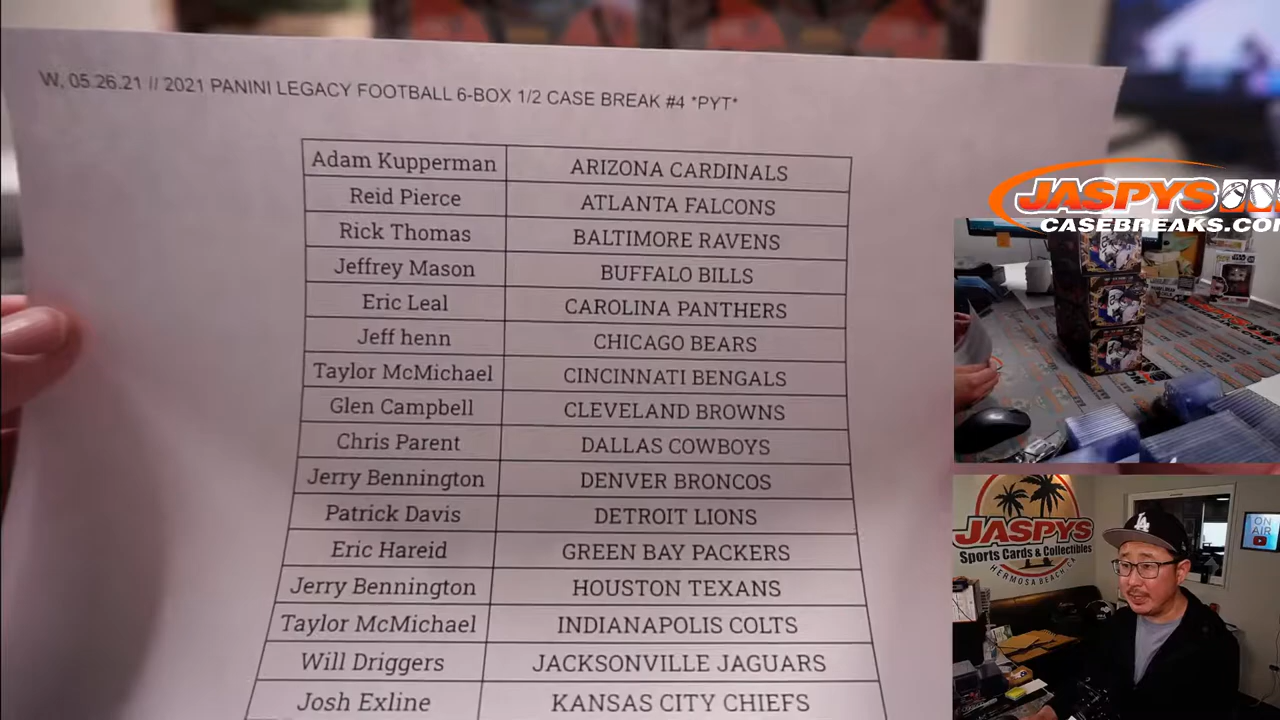 W, 05.26.21 // 2021 PANINI LEGACY FOOTBALL 6-BOX 1/2 CASE BREAK #4 *PYT*
Adam Kupperman ARIZONA CARDINALS
Reid Pierce ATLANTA FALCONS
Rick Thomas BALTIMORE RAVENS
Jeffrey Mason BUFFALO BILLS
Eric Leal CAROLINA PANTHERS
Jeff henn CHICAGO BEARS
Taylor McMichael CINCINNATI BENGALS
Glen Campbell CLEVELAND BROWNS
Chris Parent DALLAS COWBOYS
Jerry Bennington DENVER BRONCOS
Patrick Davis DETROIT LIONS
Eric Hareid GREEN BAY PACKERS
Jerry Bennington HOUSTON TEXANS
Taylor McMichael INDIANAPOLIS COLTS
Will Driggers JACKSONVILLE JAGUARS
Josh Exline KANSAS CITY CHIEFS
JASPYS
CASEBREAKS.CO
JASPYS
Sports Cards & Collectibles
HERMOSA BEACH, CA
LA
ON
AIR